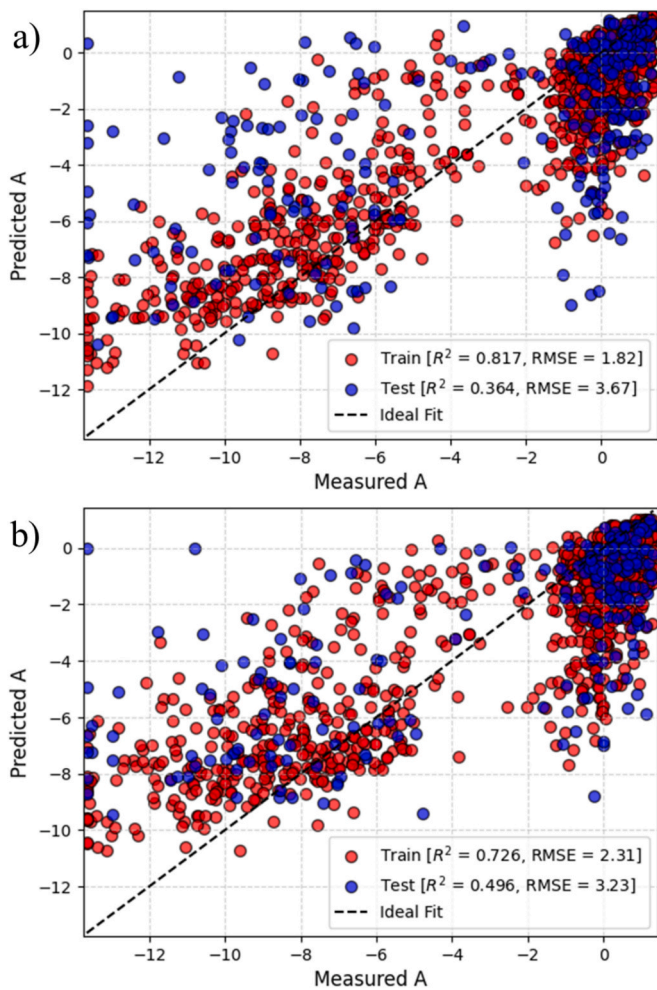 a)
0
−2
−4
−6
−8
−10
−12
Predicted A
Train [R² = 0.817, RMSE = 1.82]
Test [R² = 0.364, RMSE = 3.67]
Ideal Fit
−12 −10 −8 −6 −4 −2 0
Measured A
b)
0
−2
−4
−6
−8
−10
−12
Predicted A
Train [R² = 0.726, RMSE = 2.31]
Test [R² = 0.496, RMSE = 3.23]
Ideal Fit
−12 −10 −8 −6 −4 −2 0
Measured A